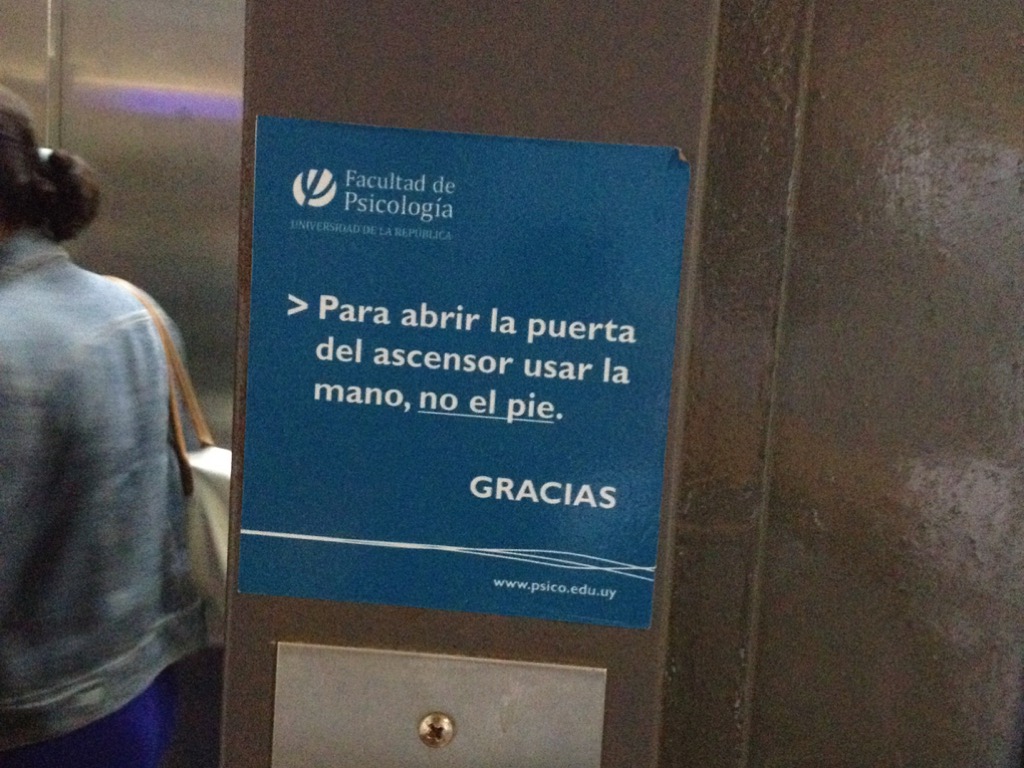 Facultad de
Psicología
UNIVERSIDAD DE LA REPÚBLICA
> Para abrir la puerta
del ascensor usar la
mano, no el pie.
GRACIAS
www.psico.edu.uy